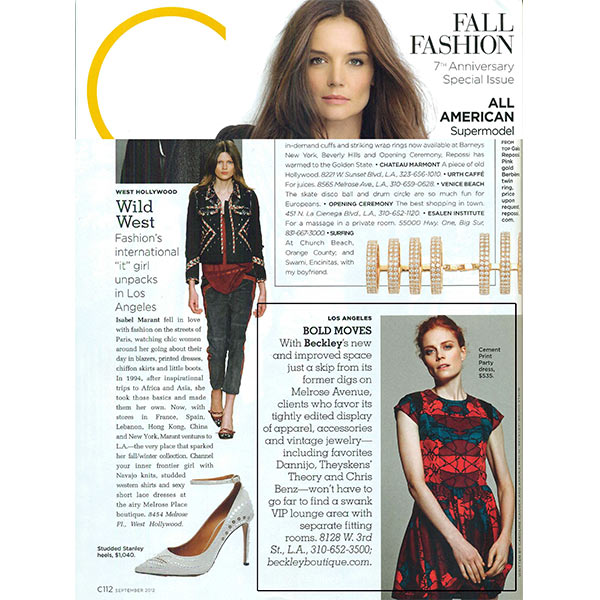 FALL
FASHION
7TH Anniversary
Special Issue
ALL
AMERICAN
Supermodel
in-demand cuffs and striking wrap rings now available at Barneys
New York, Beverly Hills and Opening Ceremony, Repossi has
warmed to the Golden State. • CHATEAU MARMONT A piece of old
Hollywood. 8221 W. Sunset Blvd., L.A., 323-656-1010. • URTH CAFFÉ
For juices. 8565 Melrose Ave., L.A., 310-659-0628. • VENICE BEACH
The skate disco ball and drum circle are so much fun for
Europeans. • OPENING CEREMONY The best shopping in town.
451 N. La Cienega Blvd., L.A., 310-652-1120. • ESALEN INSTITUTE
For a massage in a private room. 55000 Hwy. One, Big Sur,
831-667-3000. • SURFING
At Church Beach,
Orange County; and
Swami, Encinitas, with
my boyfriend.
FROM
TOP
Repossi
Pink
gold
Berber
ring,
price
upon
request
repossi.
com.
WEST HOLLYWOOD
Wild
West
Fashion's
international
"it" girl
unpacks
in Los
Angeles
Isabel Marant fell in love
with fashion on the streets of
Paris, watching chic women
around her going about their
day in blazers, printed dresses,
chiffon skirts and little boots.
In 1994, after inspirational
trips to Africa and Asia, she
took those basics and made
them her own. Now, with
stores in France, Spain,
Lebanon, Hong Kong, China
and New York, Marant ventures to
L.A.—the very place that sparked
her fall/winter collection. Channel
your inner frontier girl with
Navajo knits, studded
western shirts and sexy
short lace dresses at
the airy Melrose Place
boutique. 8454 Melrose
Pl., West Hollywood.
Studded Stanley
heels, $1,040.
LOS ANGELES
BOLD MOVES
With Beckley's new
and improved space
just a skip from its
former digs on
Melrose Avenue,
clients who favor its
tightly edited display
of apparel, accessories
and vintage jewelry—
including favorites
Dannijo, Theyskens'
Theory and Chris
Benz—won't have to
go far to find a swank
VIP lounge area with
separate fitting
rooms. 8128 W. 3rd
St., L.A., 310-652-3500;
beckleyboutique.com.
Cement
Print
Party
dress,
$535.
C112 SEPTEMBER 2012